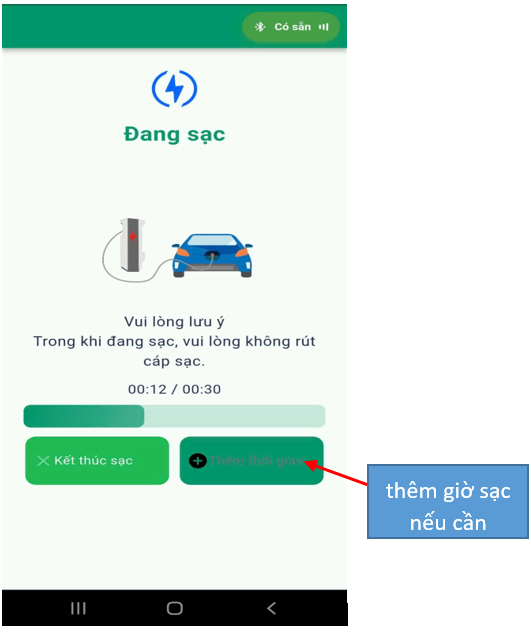 Có sẵn
Đang sạc
Vui lòng lưu ý
Trong khi đang sạc, vui lòng không rút
cáp sạc.
00:12 / 00:30
Kết thúc sạc
Thêm thời gian
thêm giờ sạc
nếu cần